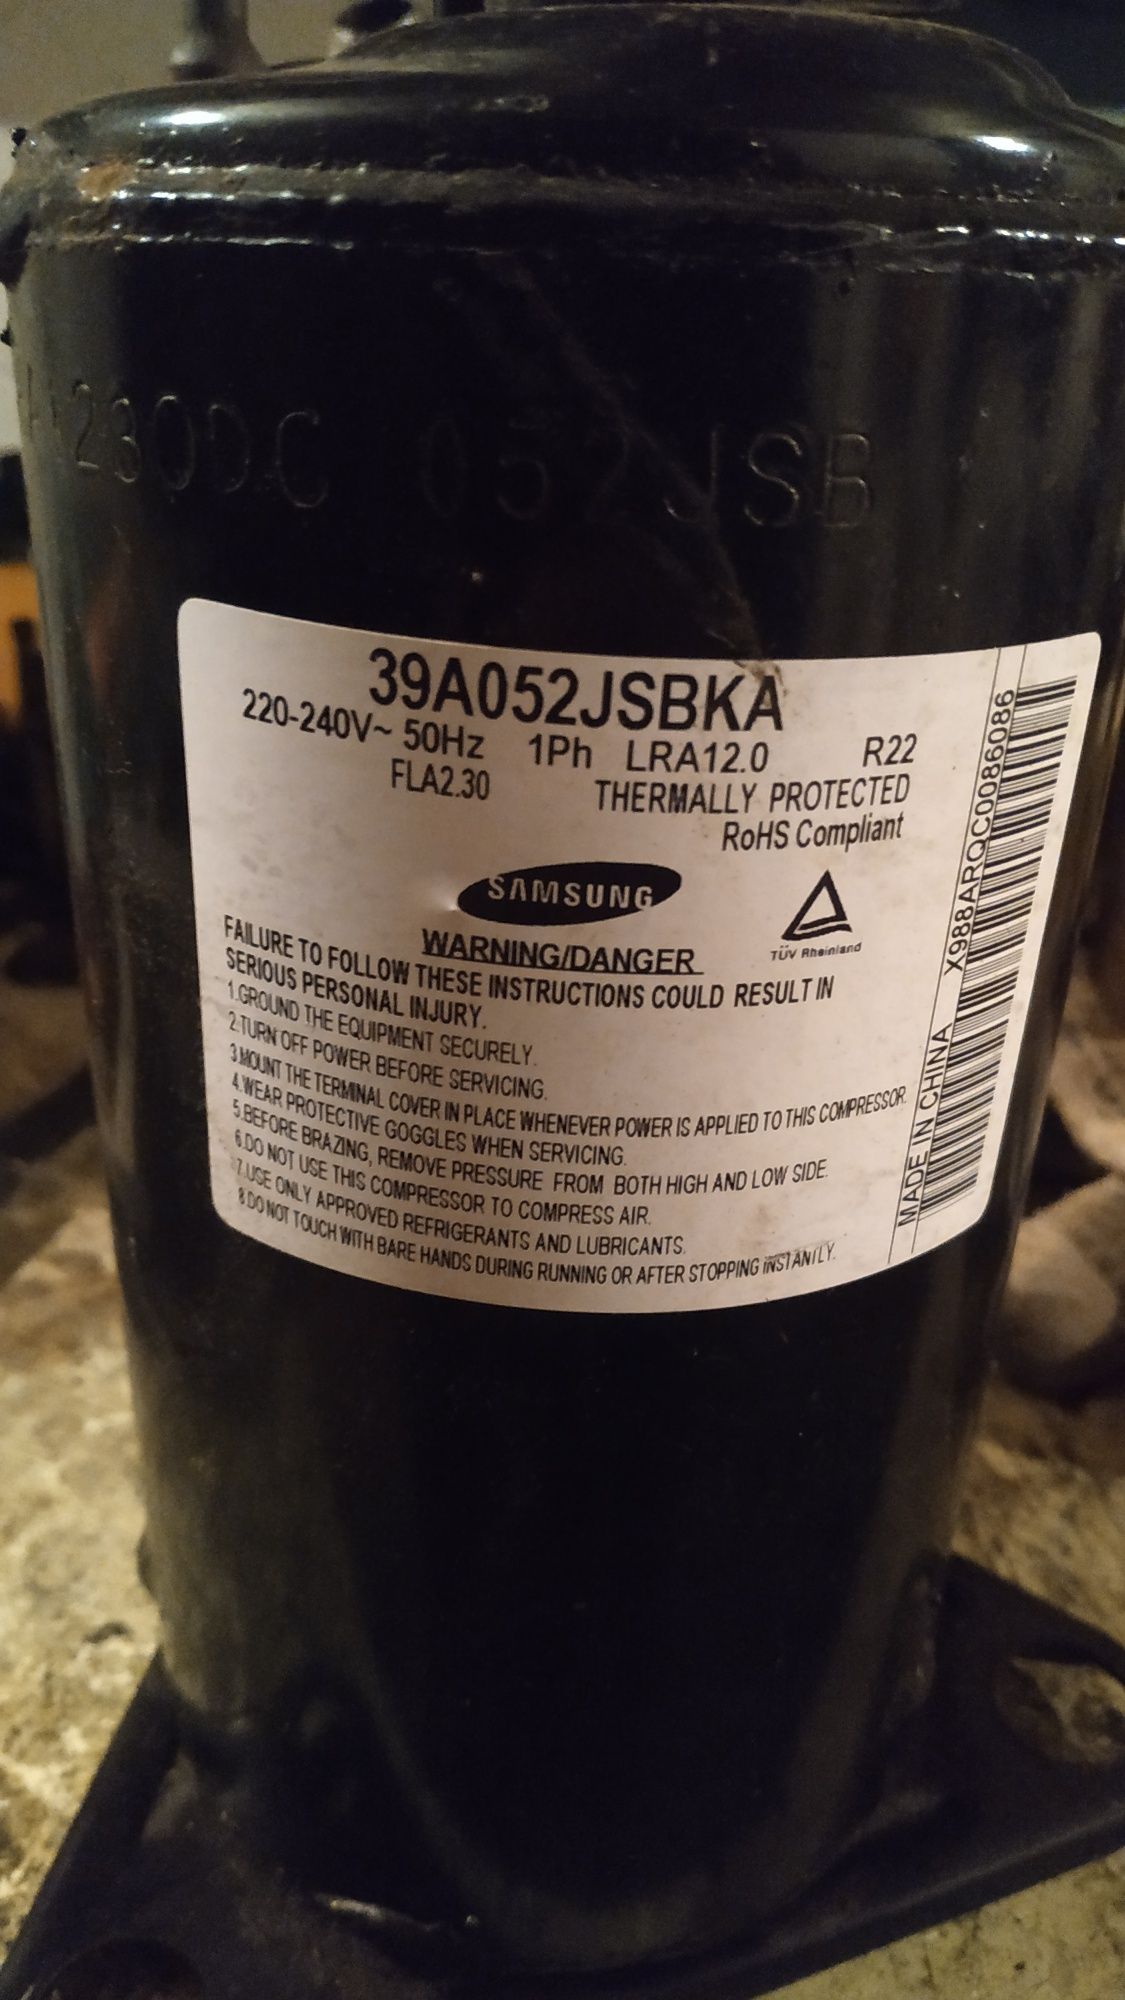 052JSB
39A052JSBKA
220-240V~ 50Hz 1Ph LRA12.0 R22
FLA2.30 THERMALLY PROTECTED
RoHS Compliant
SAMSUNG
TÜV Rheinland
WARNING/DANGER
FAILURE TO FOLLOW THESE INSTRUCTIONS COULD RESULT IN
SERIOUS PERSONAL INJURY.
1.GROUND THE EQUIPMENT SECURELY.
2.TURN OFF POWER BEFORE SERVICING.
3.MOUNT THE TERMINAL COVER IN PLACE WHENEVER POWER IS APPLIED TO THIS COMPRESSOR.
4.WEAR PROTECTIVE GOGGLES WHEN SERVICING.
5.BEFORE BRAZING, REMOVE PRESSURE FROM BOTH HIGH AND LOW SIDE.
6.DO NOT USE THIS COMPRESSOR TO COMPRESS AIR.
7.USE ONLY APPROVED REFRIGERANTS AND LUBRICANTS.
8.DO NOT TOUCH WITH BARE HANDS DURING RUNNING OR AFTER STOPPING INSTANTLY.
MADE IN CHINA X988ARQC0086086